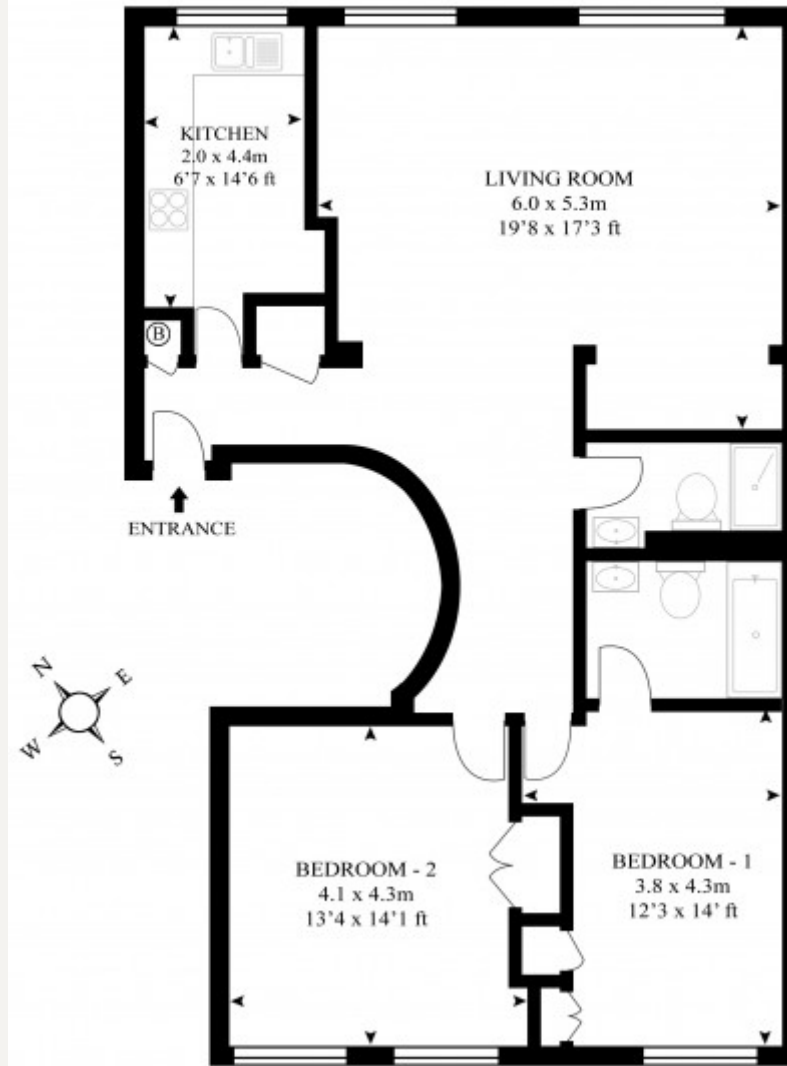 KITCHEN
2.0 x 4.4m
6'7 x 14'6 ft
LIVING ROOM
6.0 x 5.3m
19'8 x 17'3 ft
B
ENTRANCE
N
E
W
S
BEDROOM - 2
4.1 x 4.3m
13'4 x 14'1 ft
BEDROOM - 1
3.8 x 4.3m
12'3 x 14' ft